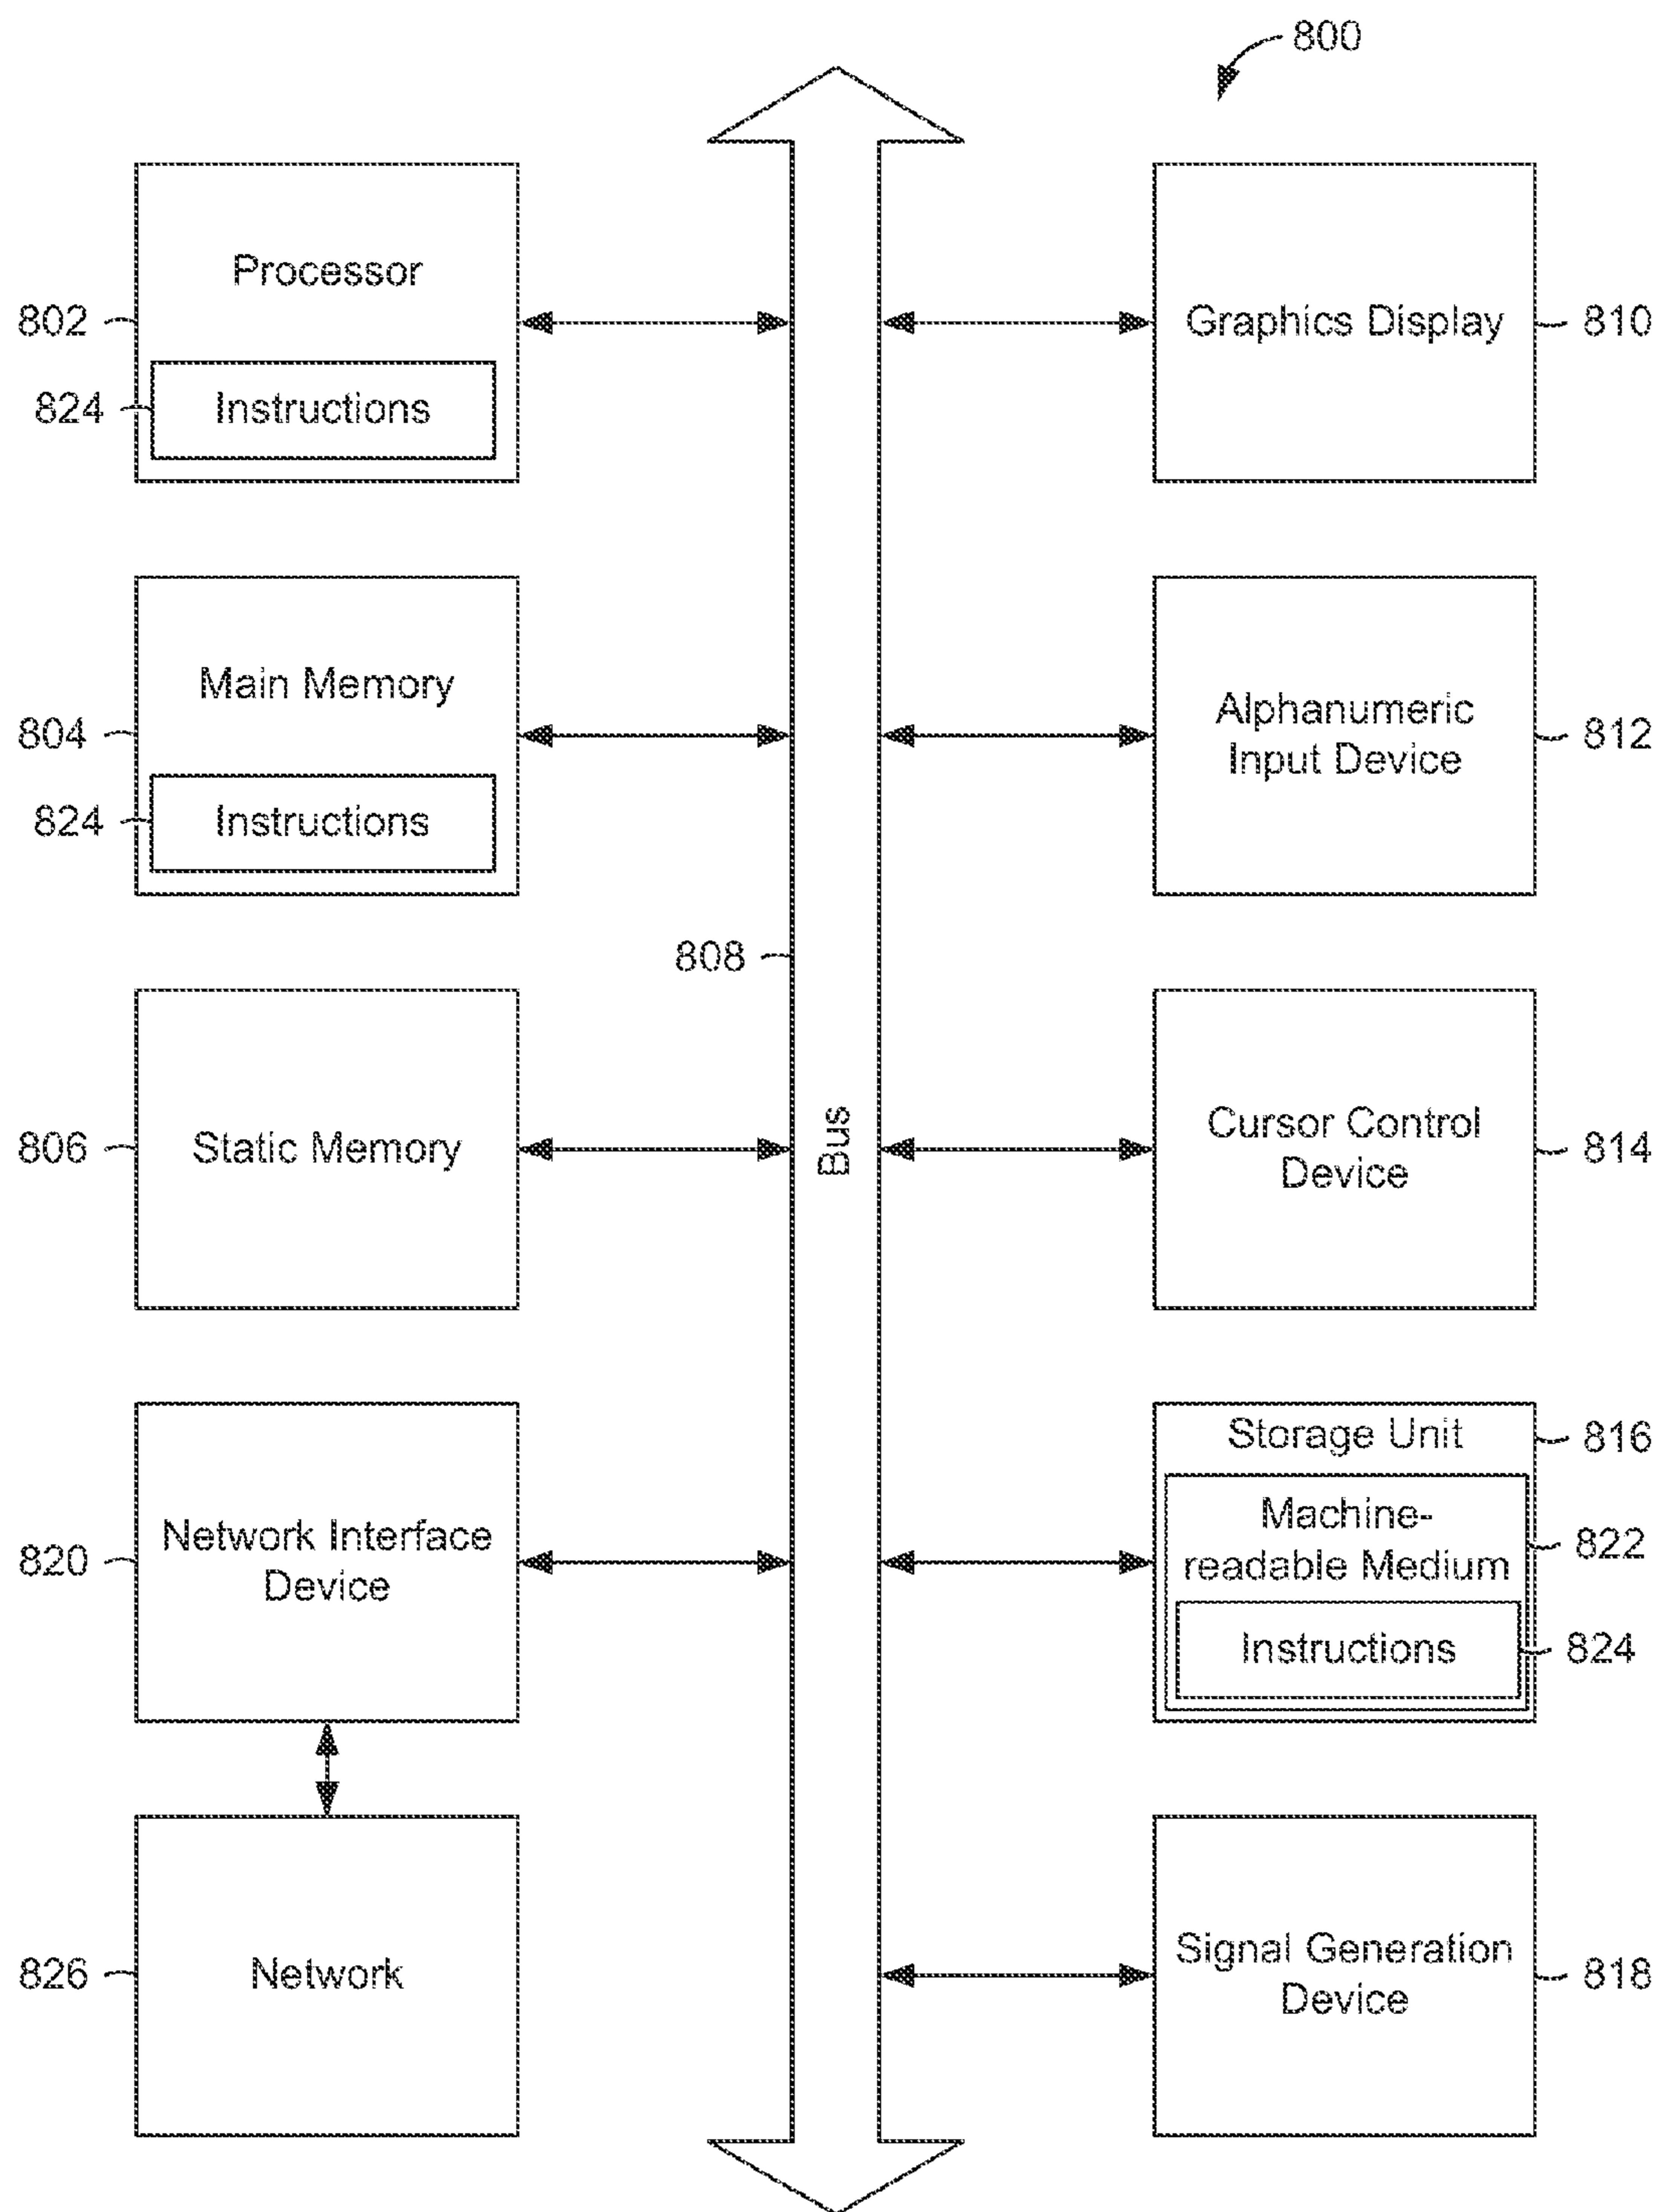 800
Processor
802
824
Instructions
Graphics Display
810
Main Memory
804
824
Instructions
Alphanumeric
Input Device
812
808
Bus
Static Memory
806
Cursor Control
Device
814
Network Interface
Device
820
Storage Unit
816
Machine-
readable Medium
822
Instructions
824
Network
826
Signal Generation
Device
818